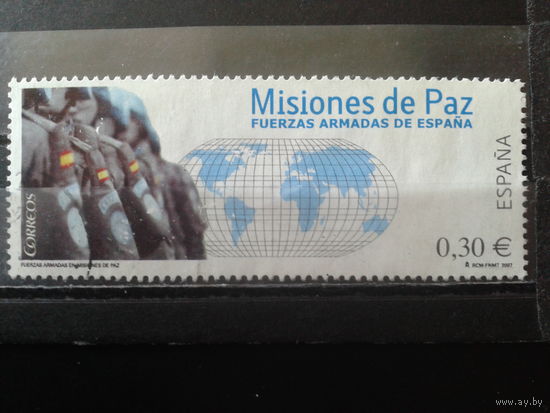 Misiones de Paz
FUERZAS ARMADAS DE ESPAÑA
CORREOS
ESPAÑA
0,30 €
FUERZAS ARMADAS EN MISIONES DE PAZ
RCM-FNMT 2007
www.ay.by